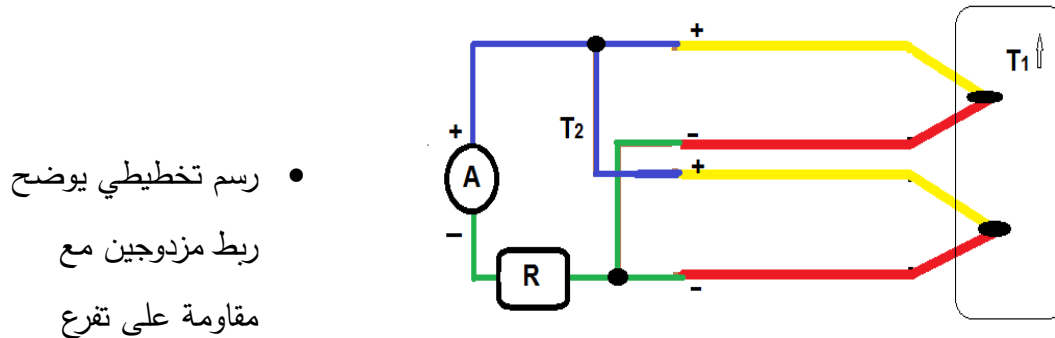 • رسم تخطيطي يوضح
ربط مزدوجين مع
مقاومة على تفرع
+
T1
T2
+
-
+
A
-
R
-